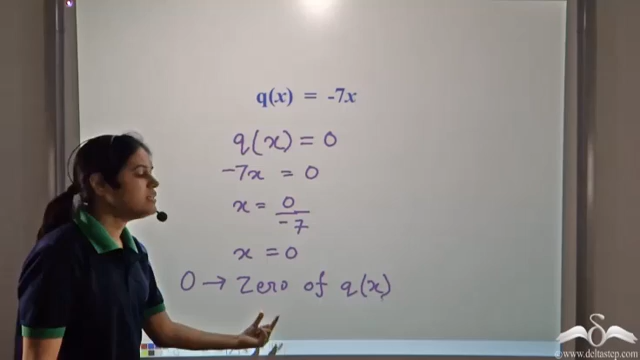 q(x) = -7x
q(x) = 0
-7x = 0
x = 0/-7
x = 0
0 → Zero of q(x)
© www.deltastep.com